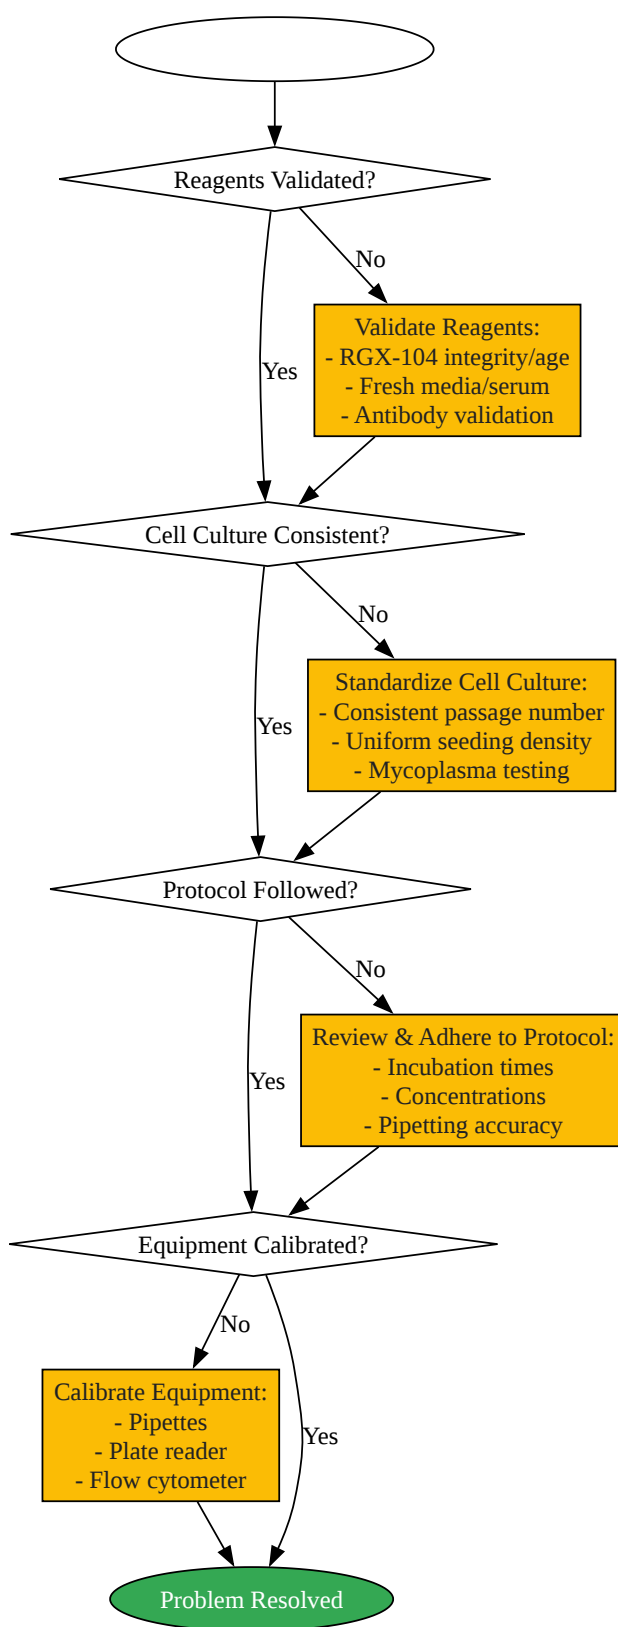 Reagents Validated?
No
Validate Reagents:
- RGX-104 integrity/age
- Fresh media/serum
- Antibody validation
Yes
Cell Culture Consistent?
No
Standardize Cell Culture:
- Consistent passage number
- Uniform seeding density
- Mycoplasma testing
Yes
Protocol Followed?
No
Review & Adhere to Protocol:
- Incubation times
- Concentrations
- Pipetting accuracy
Yes
Equipment Calibrated?
No
Calibrate Equipment:
- Pipettes
- Plate reader
- Flow cytometer
Yes
Problem Resolved